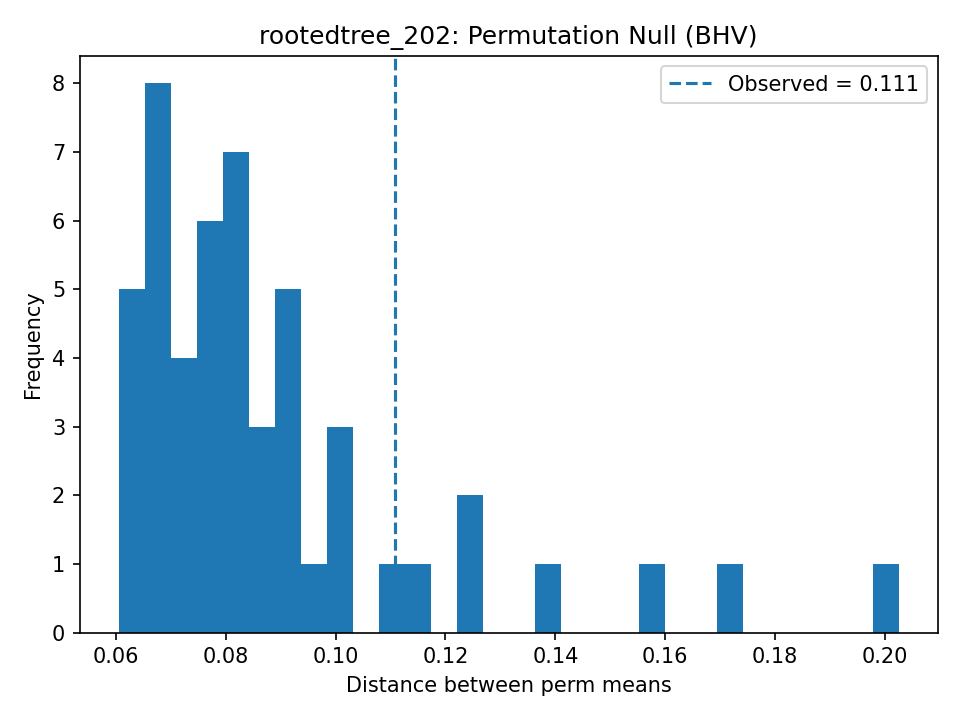 rootedtree_202: Permutation Null (BHV)
Observed = 0.111
8
7
6
5
4
3
2
1
0
Frequency
0.06 0.08 0.10 0.12 0.14 0.16 0.18 0.20
Distance between perm means